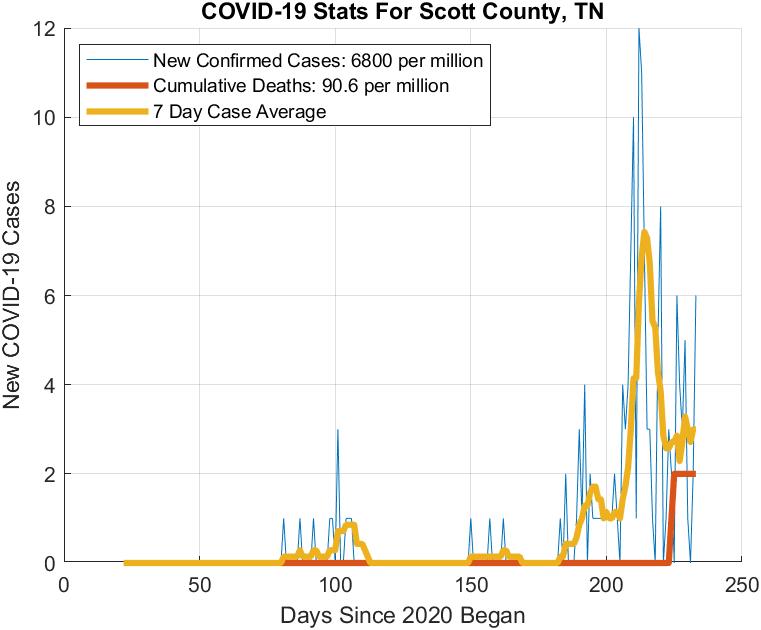 COVID-19 Stats For Scott County, TN
New Confirmed Cases: 6800 per million
Cumulative Deaths: 90.6 per million
7 Day Case Average
New COVID-19 Cases
12
10
8
6
4
2
0
0 50 100 150 200 250
Days Since 2020 Began